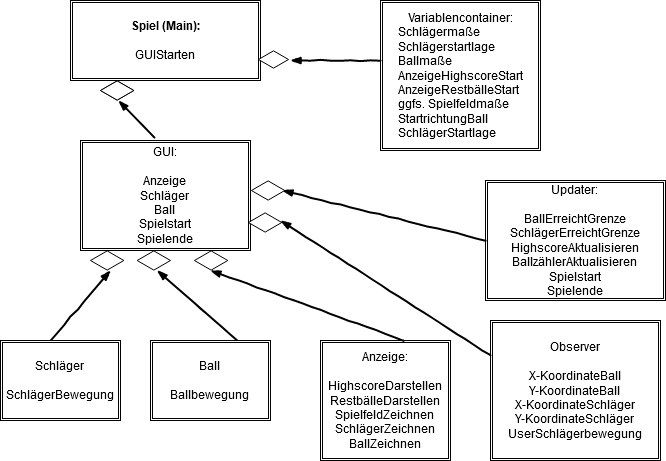 Spiel (Main):
GUIStarten
Variablencontainer:
Schlägermaße
Schlägerstartlage
Ballmaße
AnzeigeHighscoreStart
AnzeigeRestbälleStart
ggfs. Spielfeldmaße
StartrichtungBall
SchlägerStartlage
GUI:
Anzeige
Schläger
Ball
Spielstart
Spielende
Updater:
BallErreichtGrenze
SchlägerErreichtGrenze
HighscoreAktualisieren
BallzählerAktualisieren
Spielstart
Spielende
Schläger
SchlägerBewegung
Ball
Ballbewegung
Anzeige:
HighscoreDarstellen
RestbälleDarstellen
SpielfeldZeichnen
SchlägerZeichnen
BallZeichnen
Observer
X-KoordinateBall
Y-KoordinateBall
X-KoordinateSchläger
Y-KoordinateSchläger
UserSchlägerbewegung